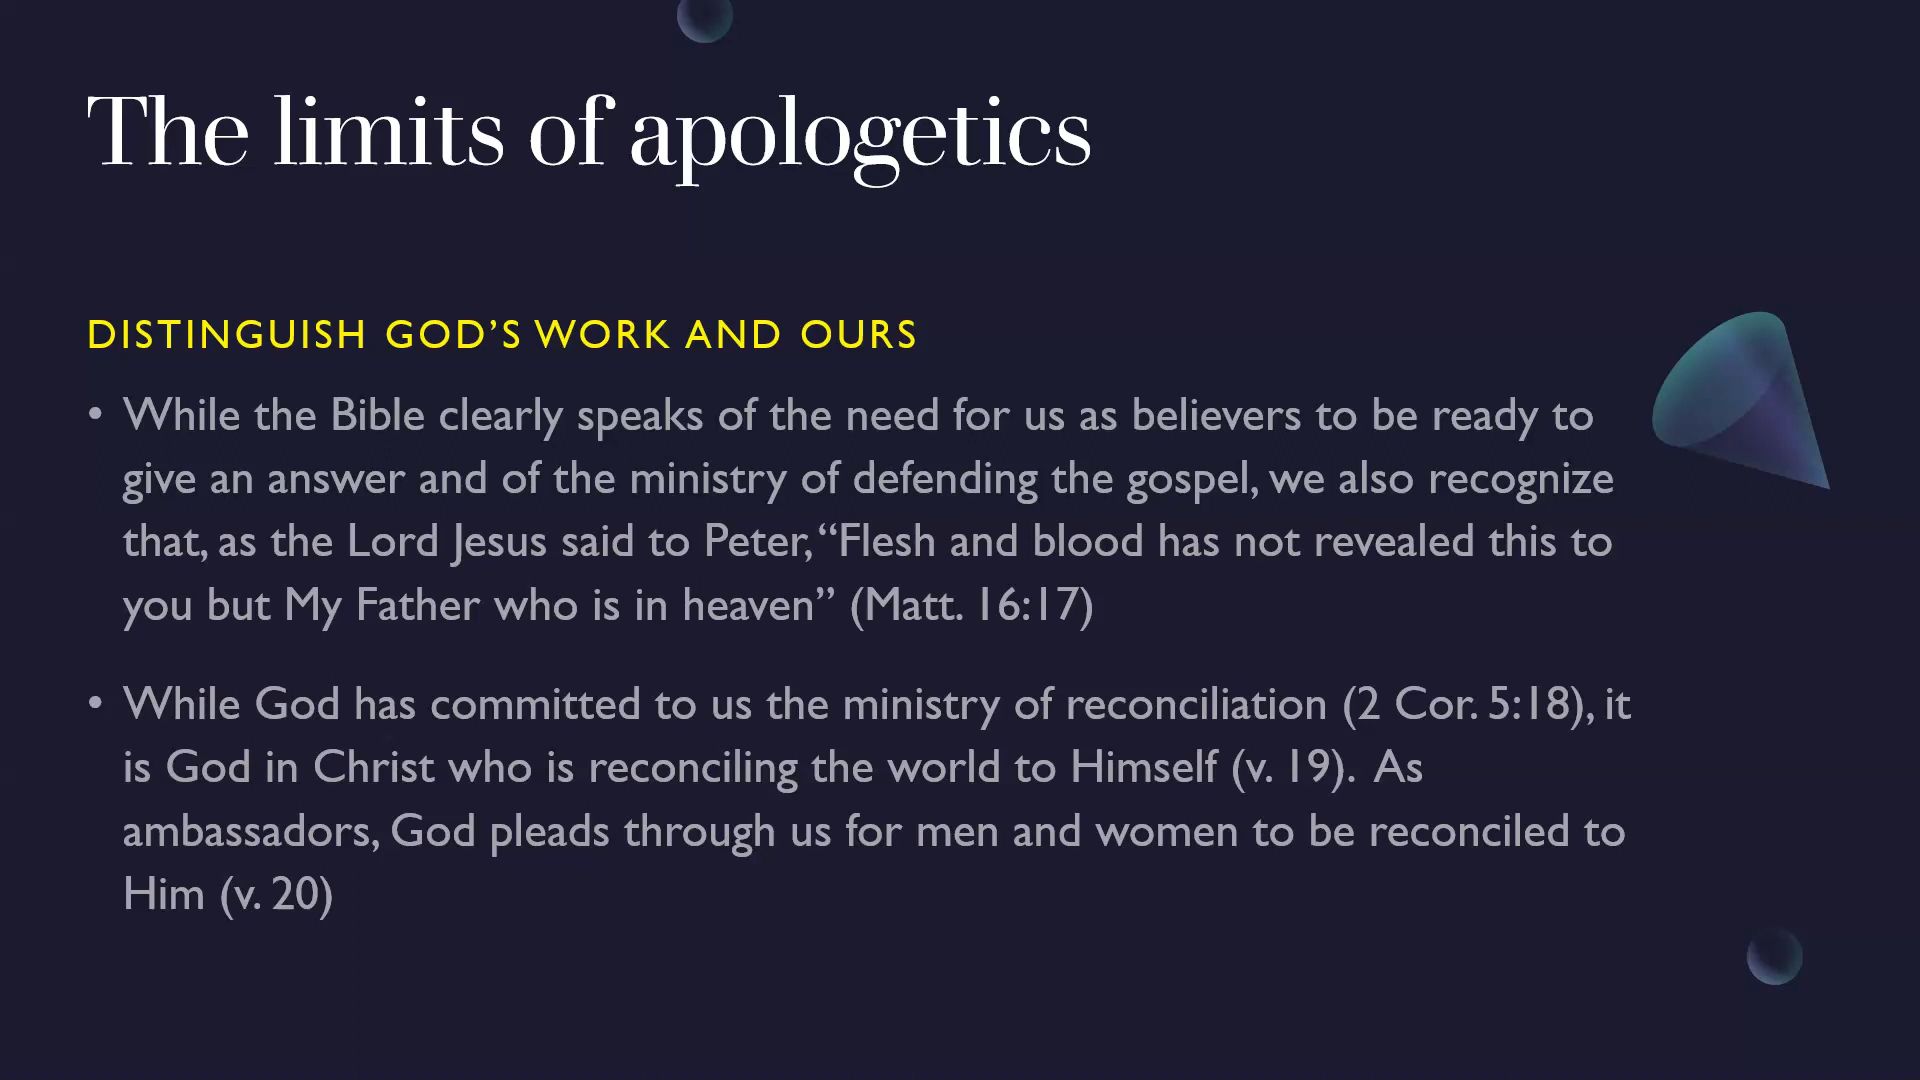 The limits of apologetics
DISTINGUISH GOD’S WORK AND OURS
• While the Bible clearly speaks of the need for us as believers to be ready to
give an answer and of the ministry of defending the gospel, we also recognize
that, as the Lord Jesus said to Peter, “Flesh and blood has not revealed this to
you but My Father who is in heaven” (Matt. 16:17)
• While God has committed to us the ministry of reconciliation (2 Cor. 5:18), it
is God in Christ who is reconciling the world to Himself (v. 19).  As
ambassadors, God pleads through us for men and women to be reconciled to
Him (v. 20)